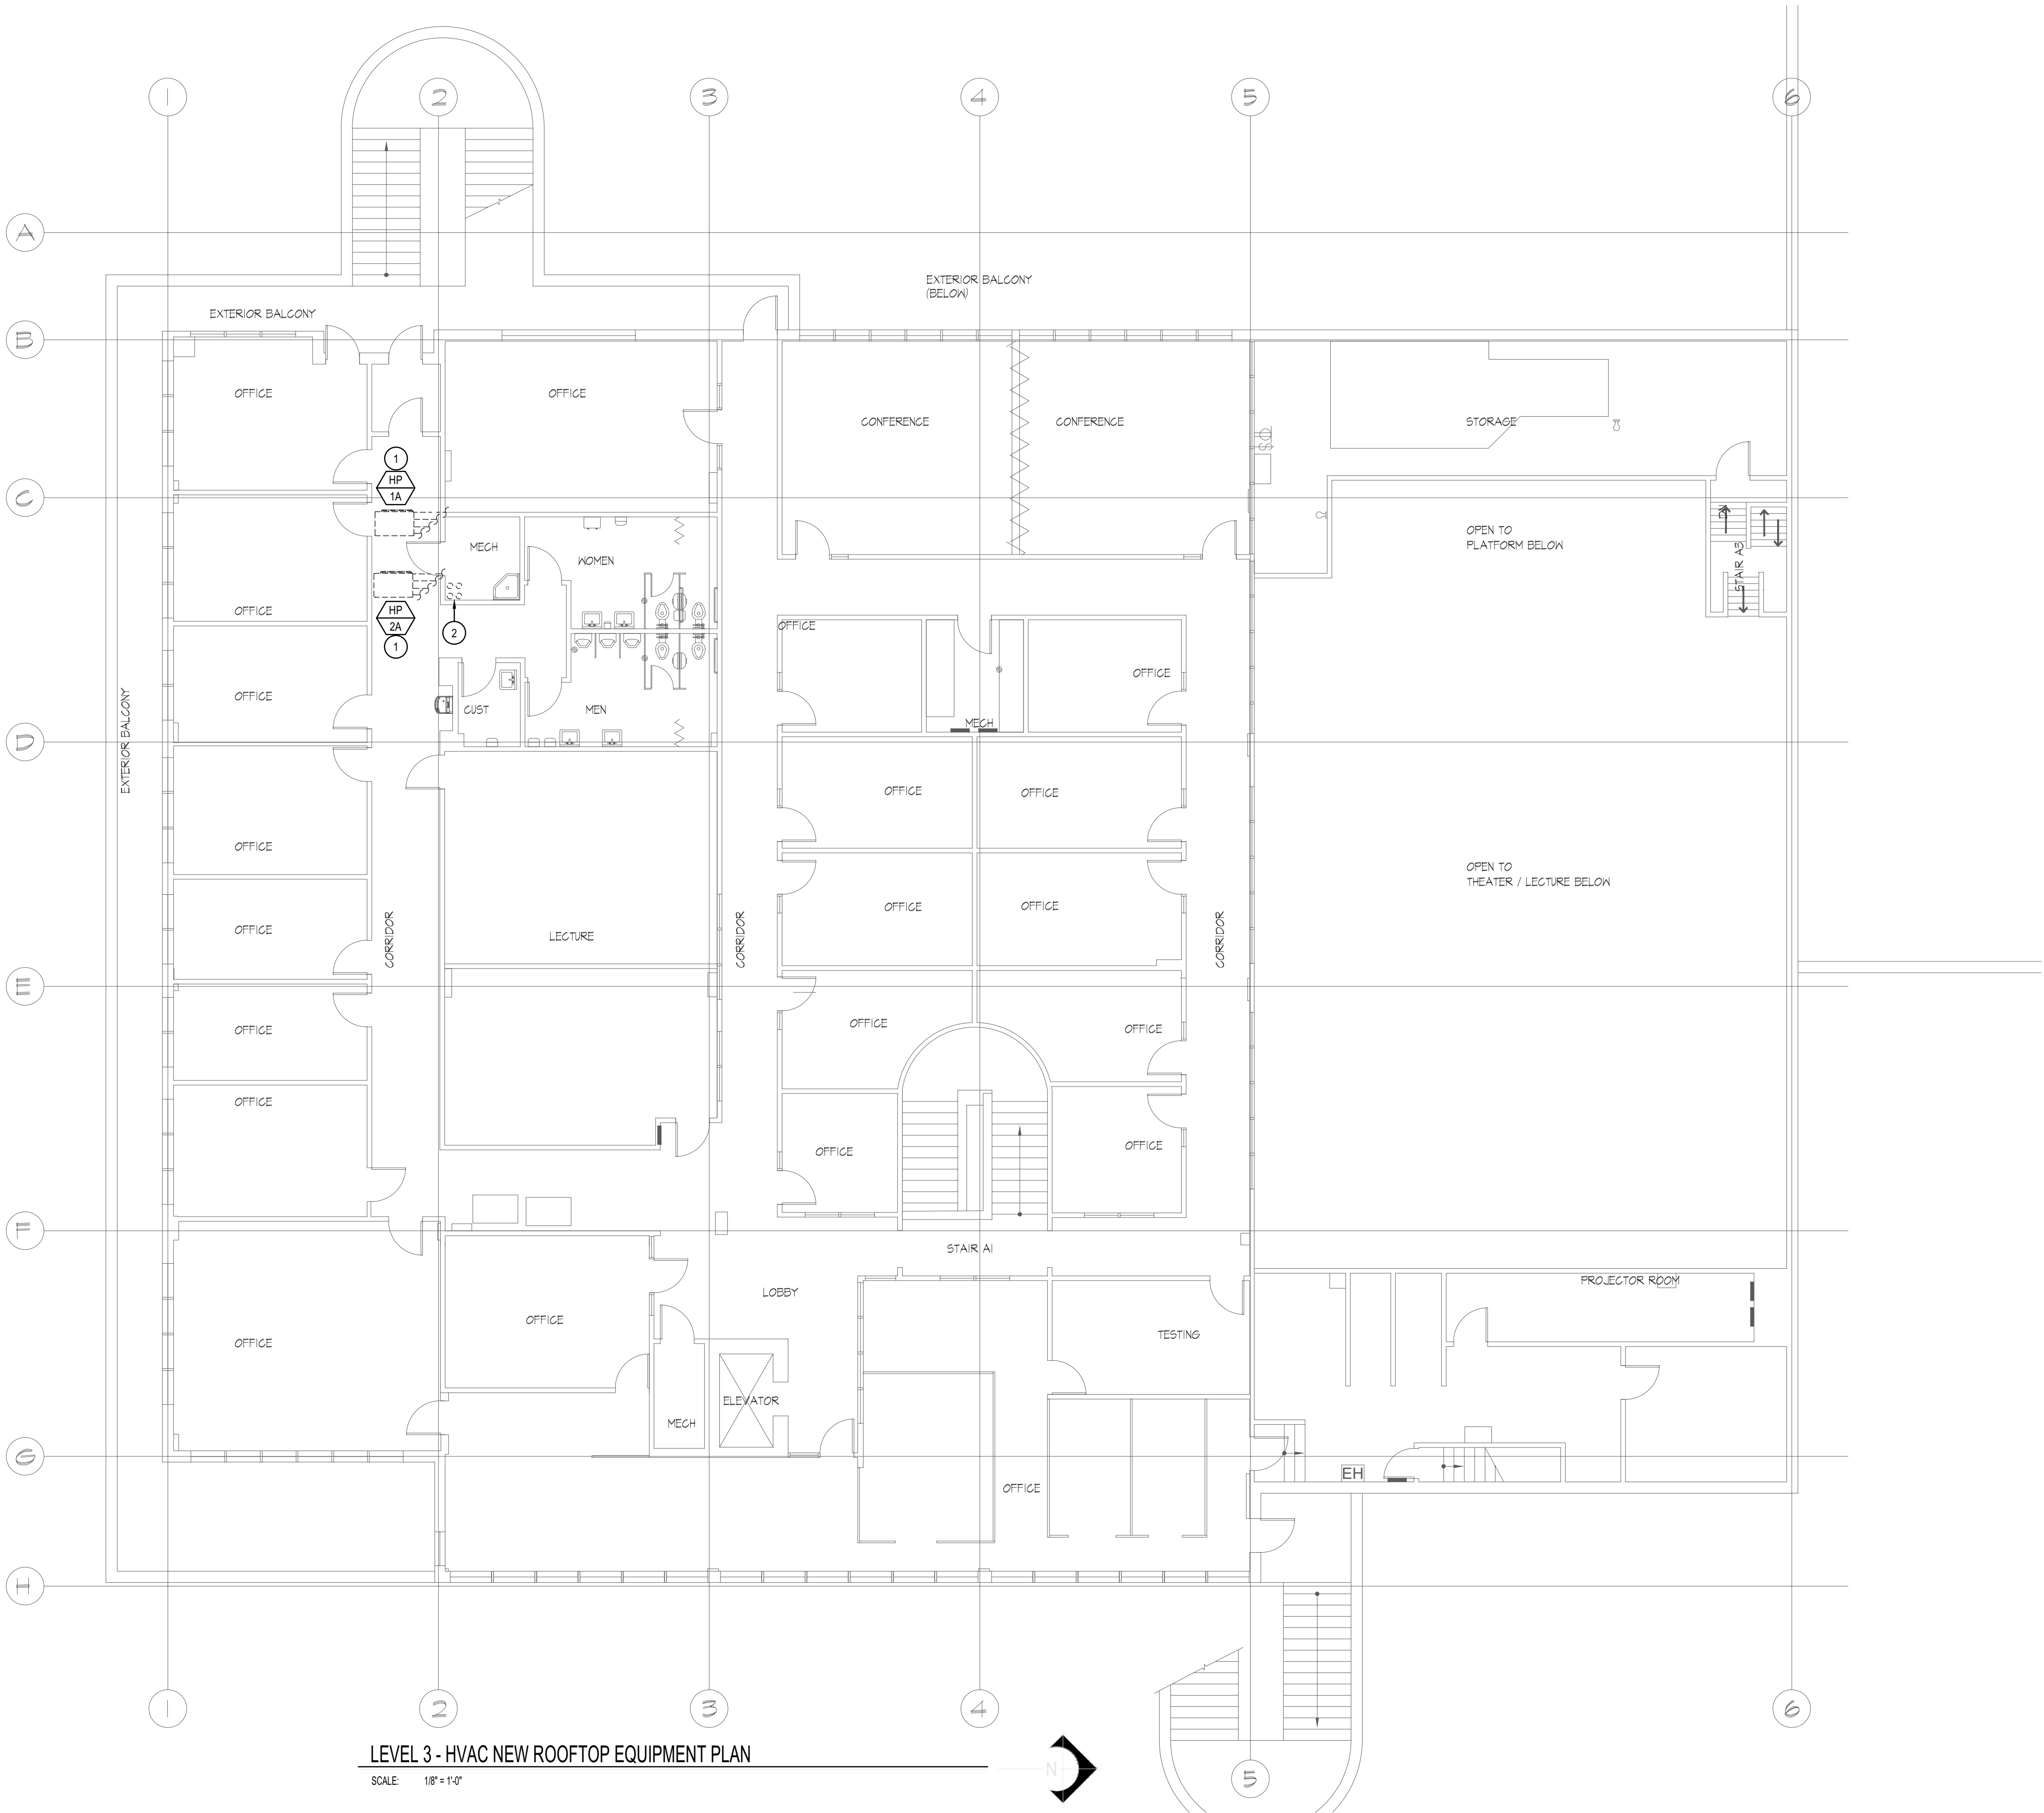 1
2
3
4
5
6
A
EXTERIOR BALCONY
(BELOW)
EXTERIOR BALCONY
B
OFFICE
OFFICE
CONFERENCE
CONFERENCE
STORAGE
SOL
1
HP
1A
C
DN
OPEN TO
PLATFORM BELOW
MECH
WOMEN
STAIR A3
HP
2A
1
2
OFFICE
OFFICE
OFFICE
OFFICE
EXTERIOR BALCONY
CUST
MEN
MECH
D
OFFICE
OFFICE
OFFICE
OPEN TO
THEATER / LECTURE BELOW
OFFICE
OFFICE
OFFICE
CORRIDOR
LECTURE
CORRIDOR
CORRIDOR
E
OFFICE
OFFICE
OFFICE
OFFICE
OFFICE
OFFICE
F
STAIR A1
LOBBY
PROJECTOR ROOM
OFFICE
OFFICE
TESTING
ELEVATOR
MECH
G
EH
OFFICE
H
1
2
3
4
5
6
LEVEL 3 - HVAC NEW ROOFTOP EQUIPMENT PLAN
SCALE: 1/8" = 1'-0"
N